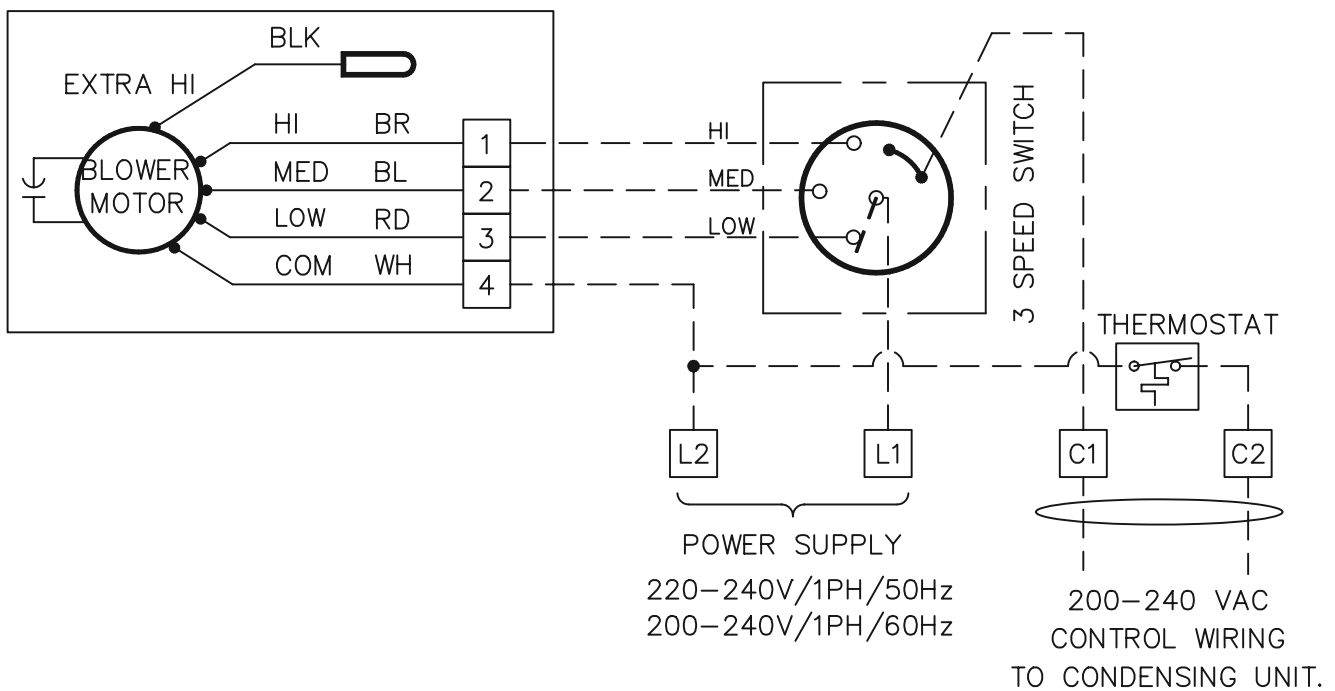 BLK
EXTRA HI
HI BR
BLOWER
MOTOR
MED BL
LOW RD
COM WH
1
2
3
4
HI
MED
LOW
3 SPEED SWITCH
THERMOSTAT
L2
L1
C1
C2
POWER SUPPLY
220-240V/1PH/50Hz
200-240V/1PH/60Hz
200-240 VAC
CONTROL WIRING
TO CONDENSING UNIT.